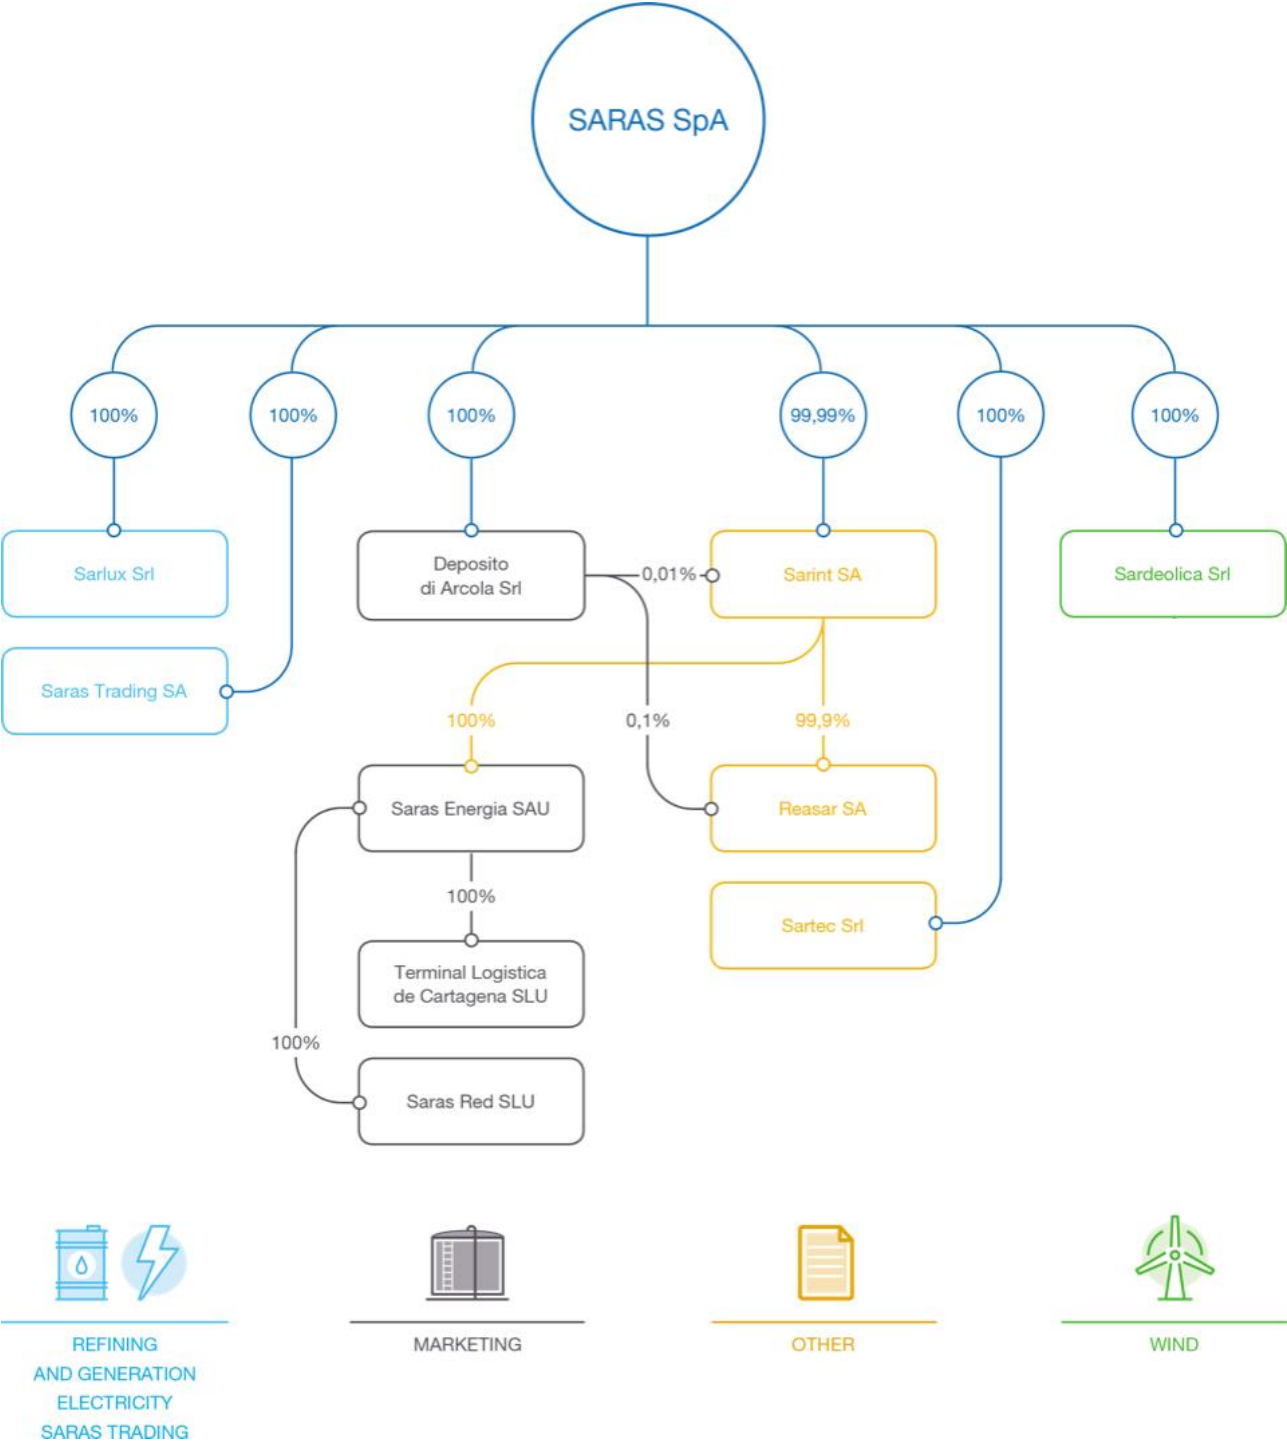 SARAS SpA
100%
100%
100%
99,99%
100%
100%
Sarlux Srl
Deposito
di Arcola Srl
0,01%
Sarint SA
Sardeolica Srl
Saras Trading SA
100%
0,1%
99,9%
Saras Energia SAU
Reasar SA
100%
Sartec Srl
Terminal Logistica
de Cartagena SLU
100%
Saras Red SLU
REFINING
AND GENERATION
ELECTRICITY
SARAS TRADING
MARKETING
OTHER
WIND